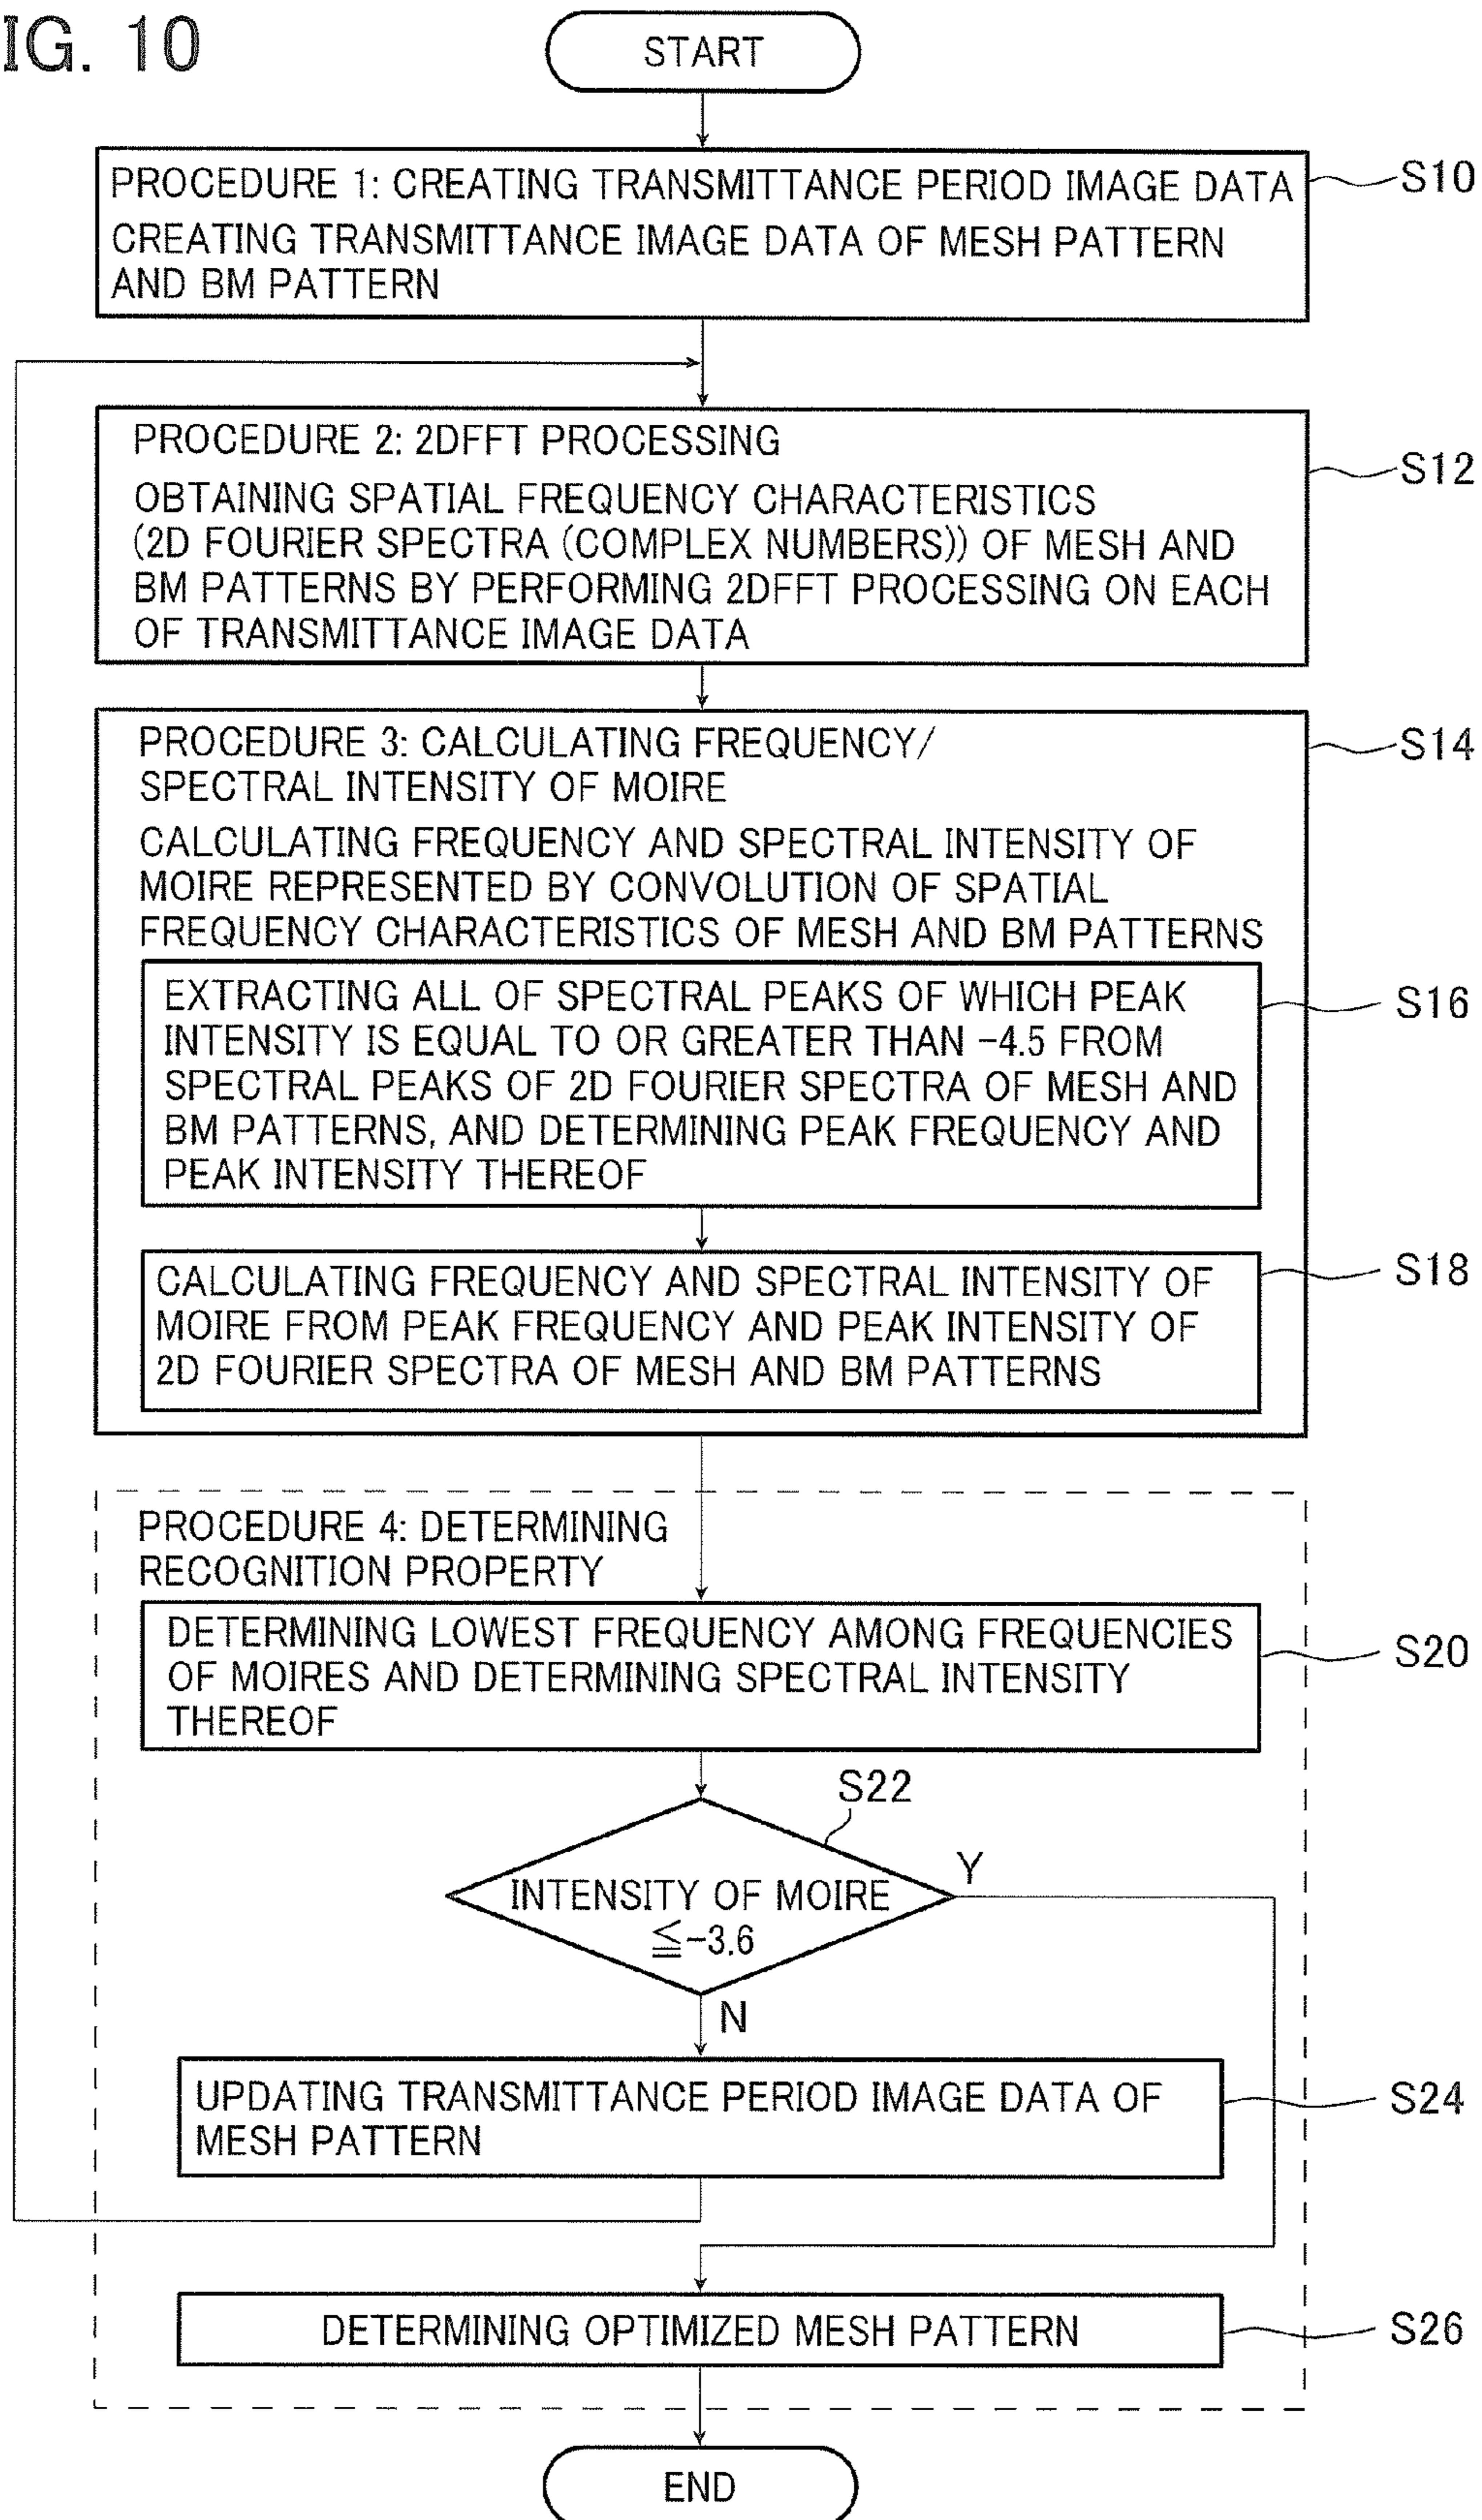 IG. 10
START
PROCEDURE 1: CREATING TRANSMITTANCE PERIOD IMAGE DATA
CREATING TRANSMITTANCE IMAGE DATA OF MESH PATTERN
AND BM PATTERN
S10
PROCEDURE 2: 2DFFT PROCESSING
OBTAINING SPATIAL FREQUENCY CHARACTERISTICS
(2D FOURIER SPECTRA (COMPLEX NUMBERS)) OF MESH AND
BM PATTERNS BY PERFORMING 2DFFT PROCESSING ON EACH
OF TRANSMITTANCE IMAGE DATA
S12
PROCEDURE 3: CALCULATING FREQUENCY/
SPECTRAL INTENSITY OF MOIRE
CALCULATING FREQUENCY AND SPECTRAL INTENSITY OF
MOIRE REPRESENTED BY CONVOLUTION OF SPATIAL
FREQUENCY CHARACTERISTICS OF MESH AND BM PATTERNS
S14
EXTRACTING ALL OF SPECTRAL PEAKS OF WHICH PEAK
INTENSITY IS EQUAL TO OR GREATER THAN -4.5 FROM
SPECTRAL PEAKS OF 2D FOURIER SPECTRA OF MESH AND
BM PATTERNS, AND DETERMINING PEAK FREQUENCY AND
PEAK INTENSITY THEREOF
S16
CALCULATING FREQUENCY AND SPECTRAL INTENSITY OF
MOIRE FROM PEAK FREQUENCY AND PEAK INTENSITY OF
2D FOURIER SPECTRA OF MESH AND BM PATTERNS
S18
PROCEDURE 4: DETERMINING
RECOGNITION PROPERTY
DETERMINING LOWEST FREQUENCY AMONG FREQUENCIES
OF MOIRES AND DETERMINING SPECTRAL INTENSITY
THEREOF
S20
S22
INTENSITY OF MOIRE
≦-3.6
Y
N
UPDATING TRANSMITTANCE PERIOD IMAGE DATA OF
MESH PATTERN
S24
DETERMINING OPTIMIZED MESH PATTERN
S26
END